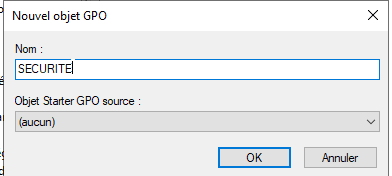 Nouvel objet GPO
Nom :
SECURITE
Objet Starter GPO source :
(aucun)
OK
Annuler